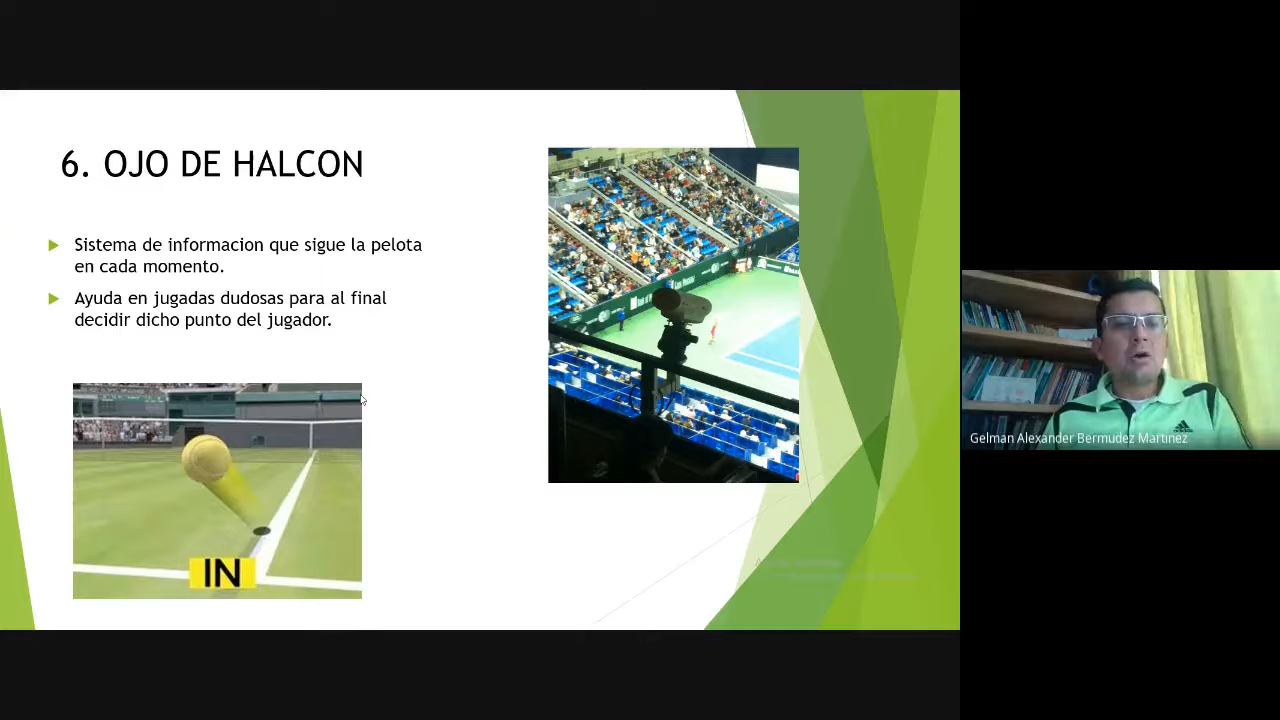 6. OJO DE HALCON
Sistema de informacion que sigue la pelota
en cada momento.
Ayuda en jugadas dudosas para al final
decidir dicho punto del jugador.
IN
adidas
Gelman Alexander Bermudez Martinez